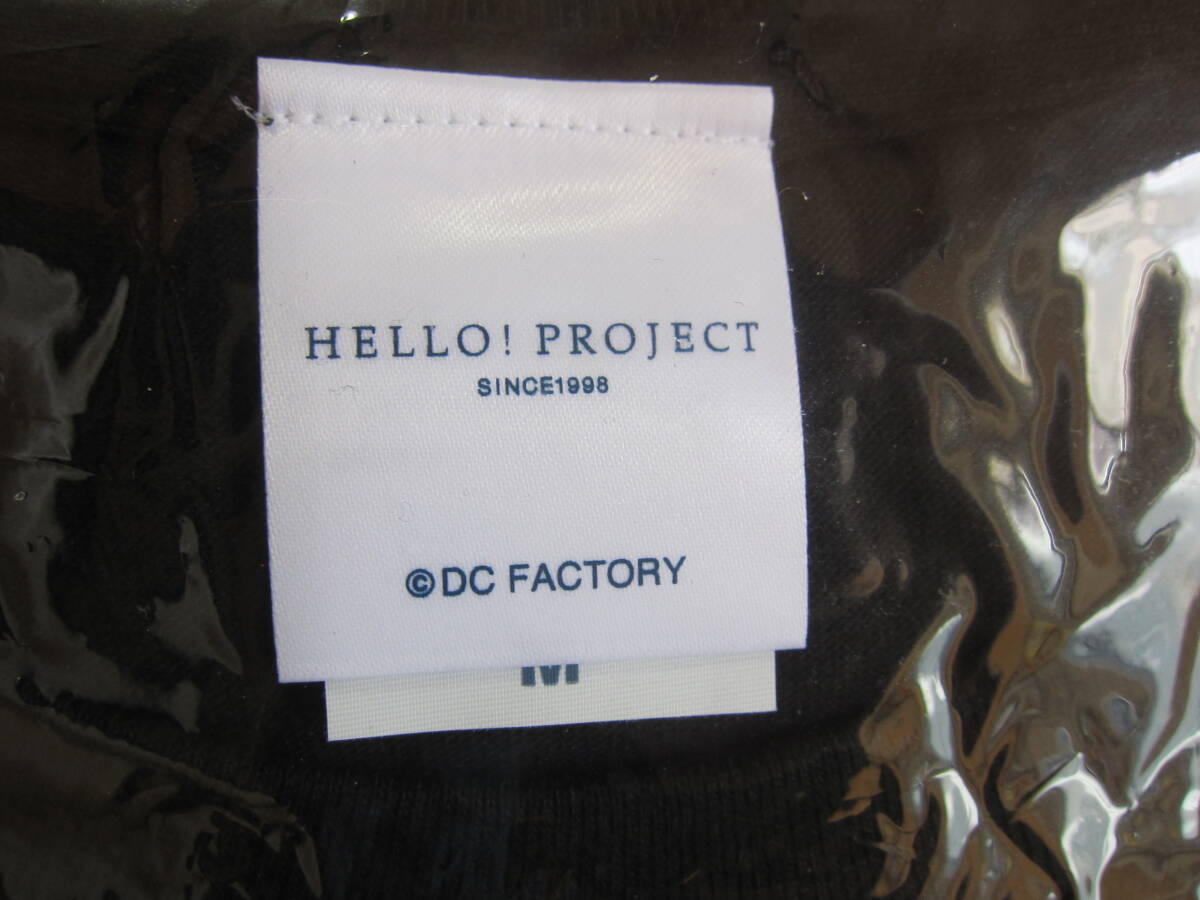 HELLO! PROJECT
SINCE1998
©DC FACTORY
M